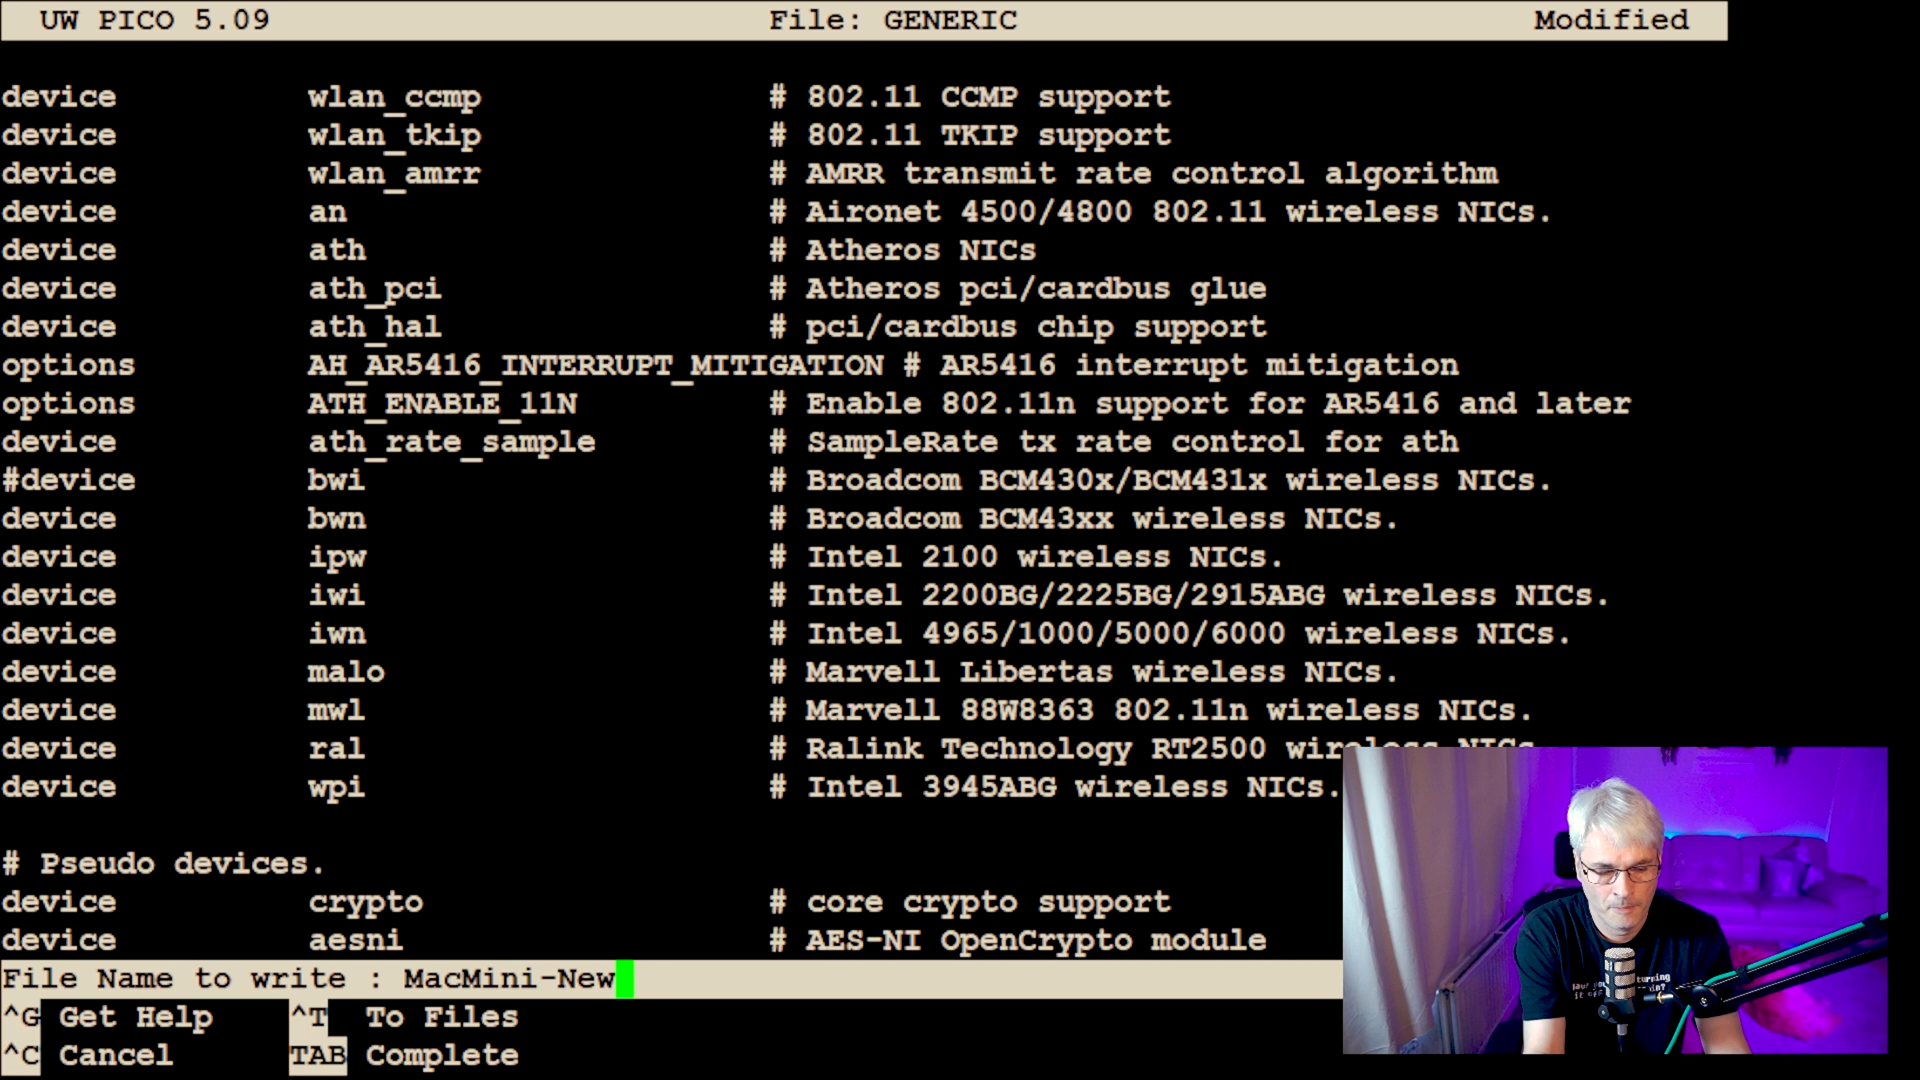 UW PICO 5.09 File: GENERIC Modified
device wlan_ccmp # 802.11 CCMP support
device wlan_tkip # 802.11 TKIP support
device wlan_amrr # AMRR transmit rate control algorithm
device an # Aironet 4500/4800 802.11 wireless NICs.
device ath # Atheros NICs
device ath_pci # Atheros pci/cardbus glue
device ath_hal # pci/cardbus chip support
options AH_AR5416_INTERRUPT_MITIGATION # AR5416 interrupt mitigation
options ATH_ENABLE_11N # Enable 802.11n support for AR5416 and later
device ath_rate_sample # SampleRate tx rate control for ath
#device bwi # Broadcom BCM430x/BCM431x wireless NICs.
device bwn # Broadcom BCM43xx wireless NICs.
device ipw # Intel 2100 wireless NICs.
device iwi # Intel 2200BG/2225BG/2915ABG wireless NICs.
device iwn # Intel 4965/1000/5000/6000 wireless NICs.
device malo # Marvell Libertas wireless NICs.
device mwl # Marvell 88W8363 802.11n wireless NICs.
device ral # Ralink Technology RT2500 wireless NICs
device wpi # Intel 3945ABG wireless NICs.
# Pseudo devices.
device crypto # core crypto support
device aesni # AES-NI OpenCrypto module
File Name to write : MacMini-New
^G Get Help ^T To Files
^C Cancel TAB Complete
turning